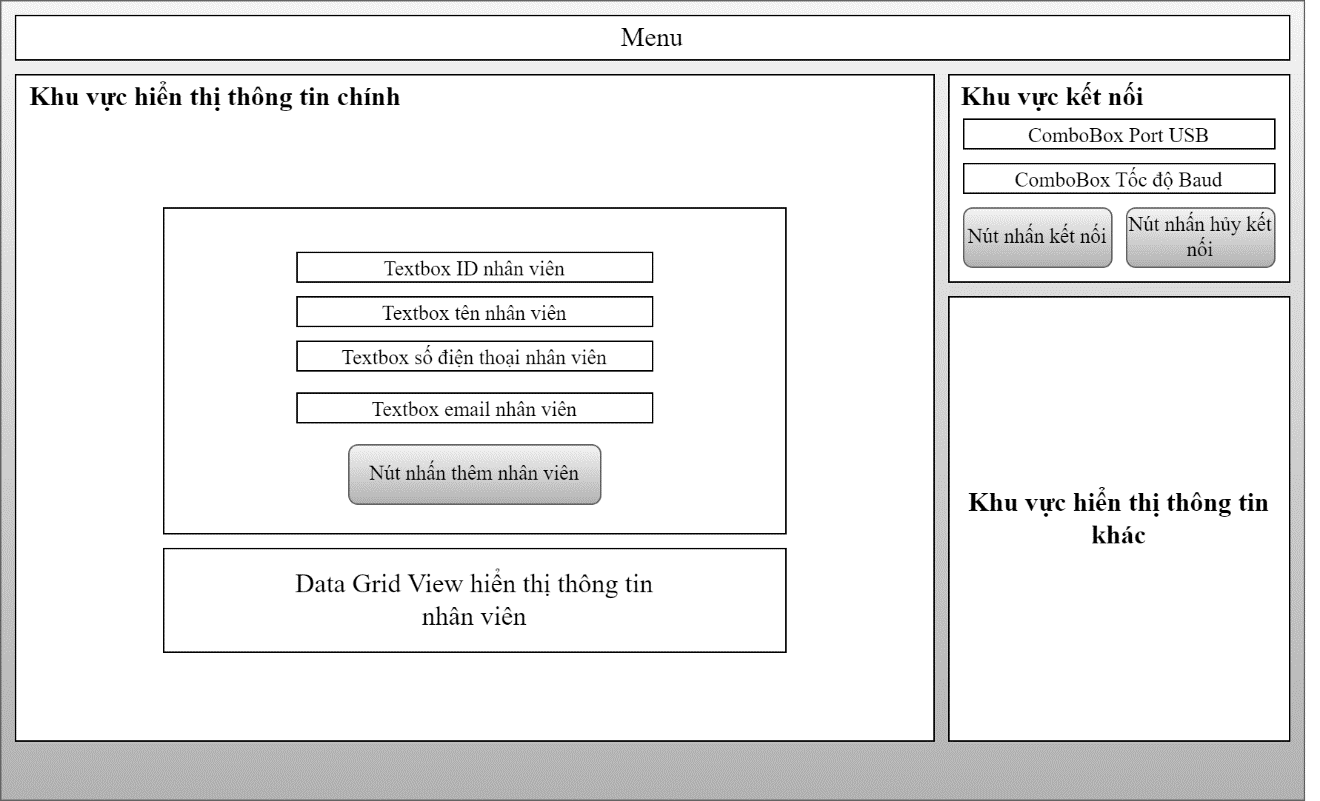 Menu
Khu vực hiển thị thông tin chính
Textbox ID nhân viên
Textbox tên nhân viên
Textbox số điện thoại nhân viên
Textbox email nhân viên
Nút nhấn thêm nhân viên
Data Grid View hiển thị thông tin
nhân viên
Khu vực kết nối
ComboBox Port USB
ComboBox Tốc độ Baud
Nút nhấn kết nối
Nút nhấn hủy kết
nối
Khu vực hiển thị thông tin
khác